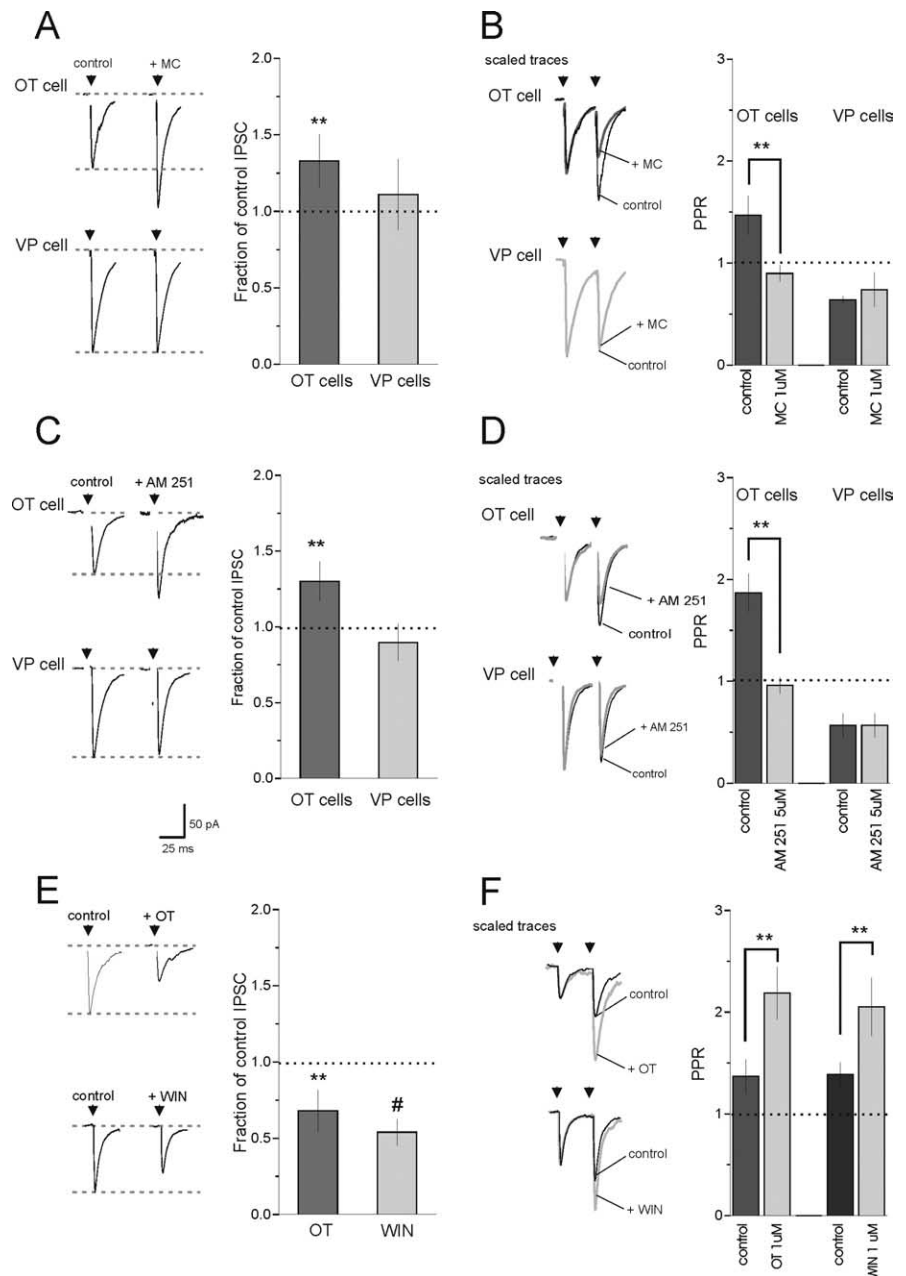 A
control
+ MC
OT cell
VP cell
Fraction of control IPSC
2.0
1.5
1.0
0.5
0.0
**
OT cells
VP cells
B
scaled traces
OT cell
+ MC
control
VP cell
+ MC
control
PPR
3
2
1
0
OT cells
VP cells
**
control
MC 1uM
control
MC 1uM
C
control
+ AM 251
OT cell
VP cell
50 pA
25 ms
Fraction of control IPSC
2.0
1.5
1.0
0.5
0.0
**
OT cells
VP cells
D
scaled traces
OT cell
+ AM 251
control
VP cell
+ AM 251
control
PPR
3
2
1
0
OT cells
VP cells
**
control
AM 251 5uM
control
AM 251 5uM
E
control
+ OT
control
+ WIN
Fraction of control IPSC
2.0
1.5
1.0
0.5
0.0
**
#
OT
WIN
F
scaled traces
control
+ OT
control
+ WIN
PPR
3
2
1
0
**
**
control
OT 1uM
control
WIN 1 uM